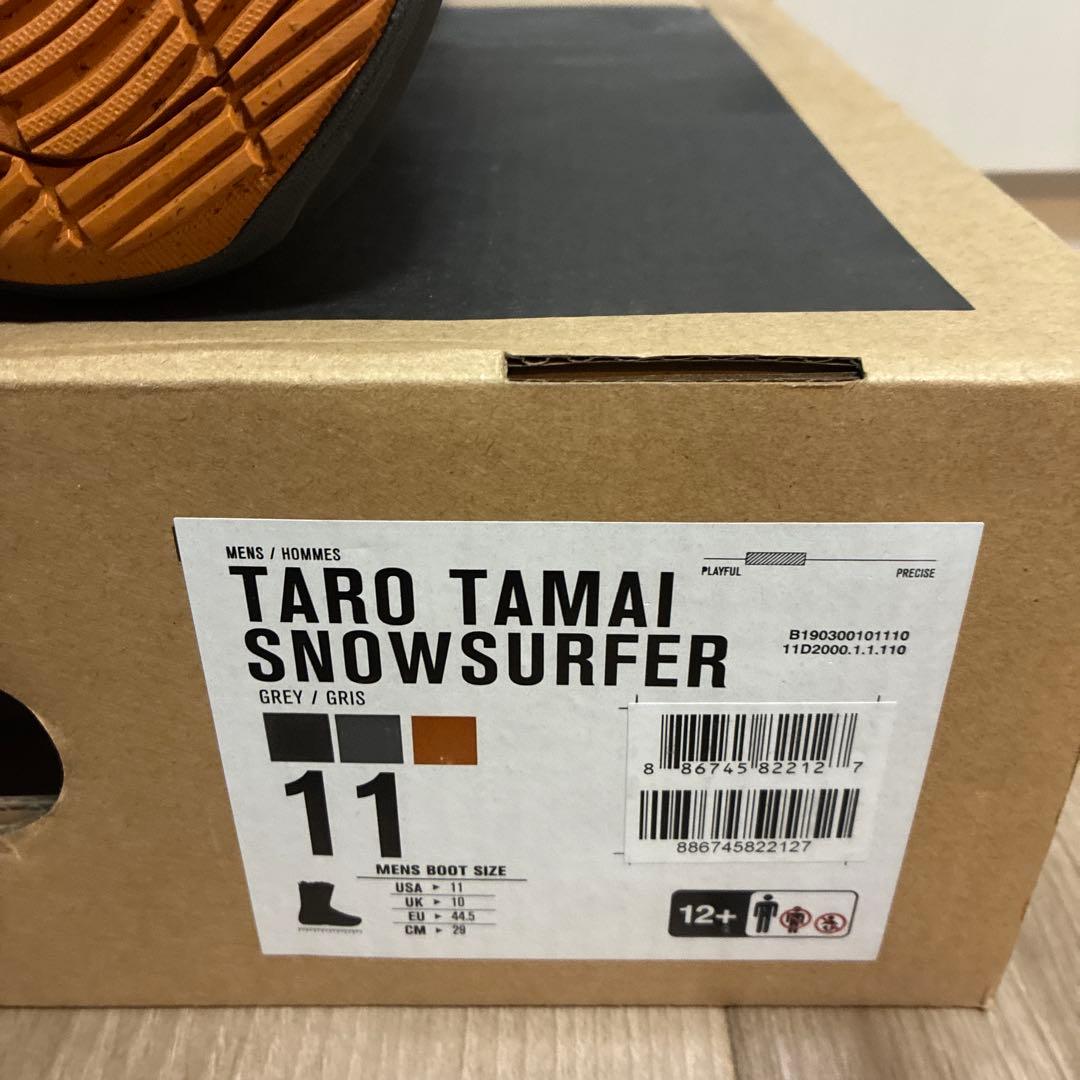 MENS / HOMMES
TARO TAMAI
SNOWSURFER
GREY / GRIS
PLAYFUL
PRECISE
B190300101110
11D2000.1.1.110
8 86745 82212 7
886745822127
11
MENS BOOT SIZE
USA ► 11
UK ► 10
EU ► 44.5
CM ► 29
12+